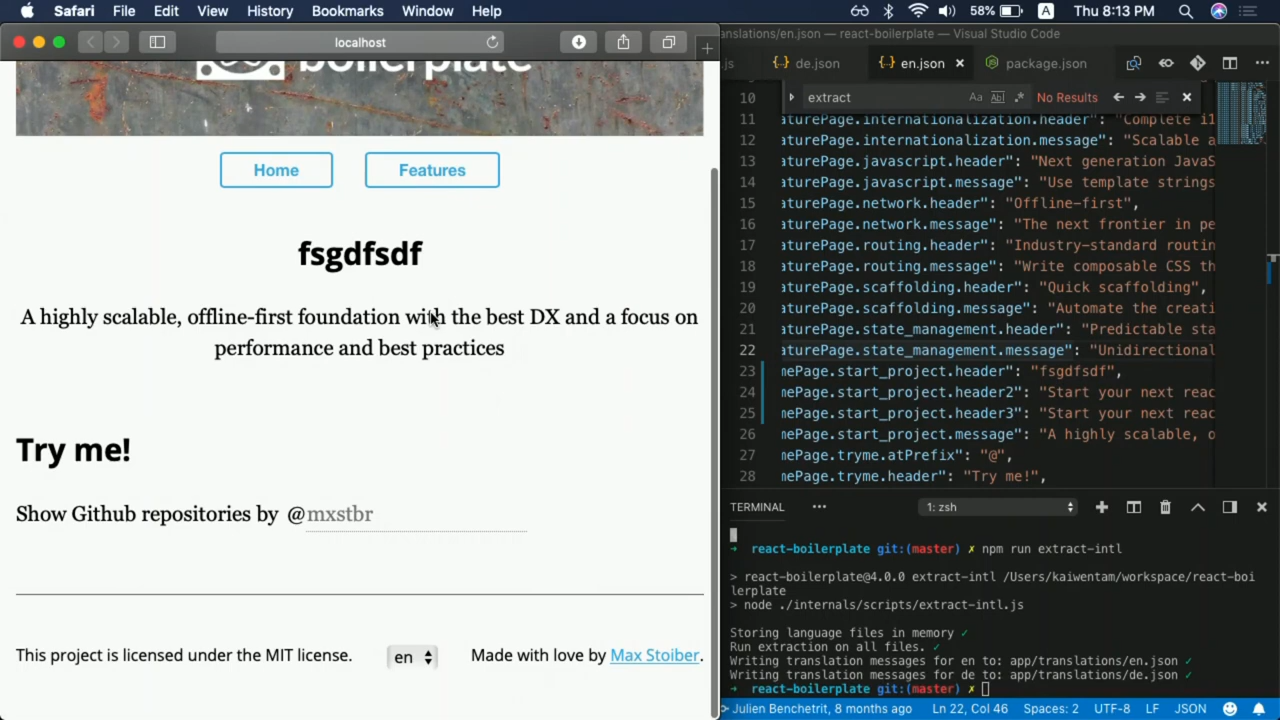 Safari File Edit View History Bookmarks Window Help 58% A Thu 8:13 PM
localhost
boilerplate
Home Features
fsgdfsdf
A highly scalable, offline-first foundation with the best DX and a focus on
performance and best practices
Try me!
Show Github repositories by @mxstbr
This project is licensed under the MIT license. en Made with love by Max Stoiber.
anslations/en.json — react-boilerplate — Visual Studio Code
.js {} de.json {} en.json × package.json
extract Aa Abl .* No Results
10
11 aturePage.internationalization.header": "Complete i1
12 aturePage.internationalization.message": "Scalable a
13 aturePage.javascript.header": "Next generation JavaS
14 aturePage.javascript.message": "Use template strings
15 aturePage.network.header": "Offline-first",
16 aturePage.network.message": "The next frontier in pe
17 aturePage.routing.header": "Industry-standard routin
18 aturePage.routing.message": "Write composable CSS th
19 aturePage.scaffolding.header": "Quick scaffolding",
20 aturePage.scaffolding.message": "Automate the creati
21 aturePage.state_management.header": "Predictable sta
22 aturePage.state_management.message": "Unidirectional
23 mePage.start_project.header": "fsgdfsdf",
24 mePage.start_project.header2": "Start your next reac
25 mePage.start_project.header3": "Start your next reac
26 mePage.start_project.message": "A highly scalable, o
27 mePage.tryme.atPrefix": "@",
28 mePage.tryme.header": "Try me!",
TERMINAL ••• 1: zsh
➜ react-boilerplate git:(master) ✗ npm run extract-intl
> react-boilerplate@4.0.0 extract-intl /Users/kaiwentam/workspace/react-boi
lerplate
> node ./internals/scripts/extract-intl.js
Storing language files in memory ✓
Run extraction on all files. ✓
Writing translation messages for en to: app/translations/en.json ✓
Writing translation messages for de to: app/translations/de.json ✓
➜ react-boilerplate git:(master) ✗
Julien Benchetrit, 8 months ago Ln 22, Col 46 Spaces: 2 UTF-8 LF JSON